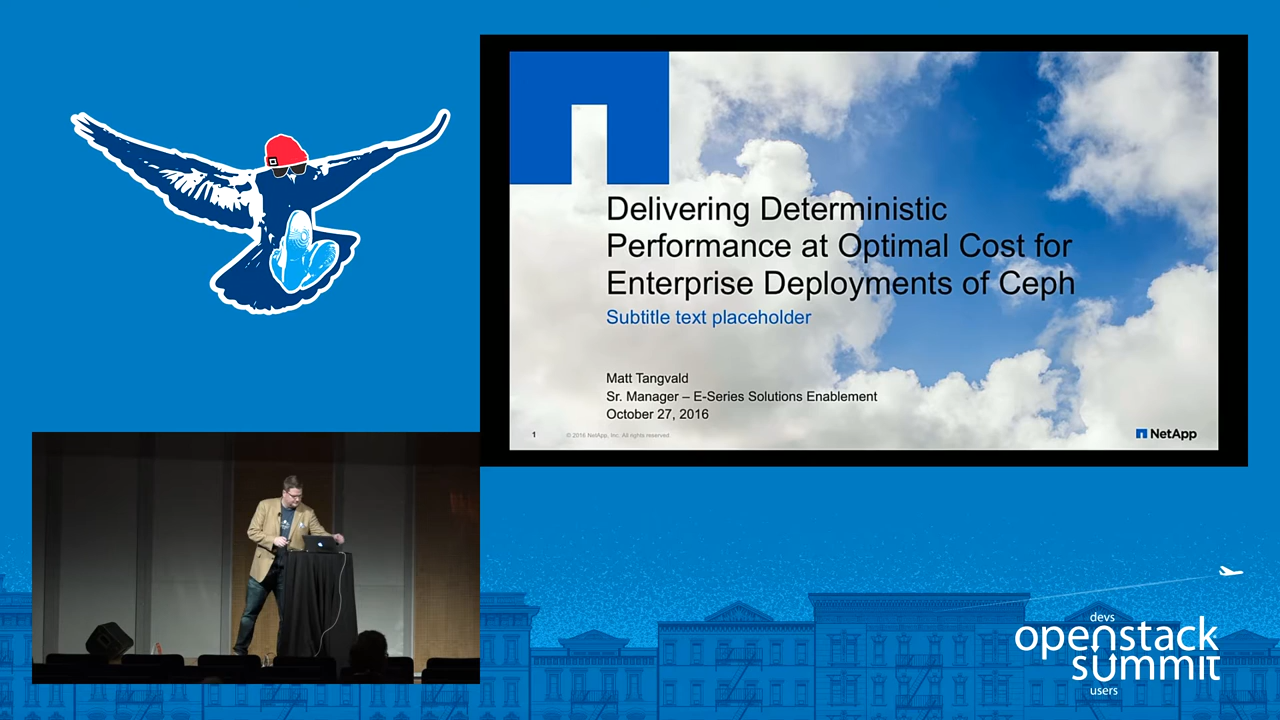 Delivering Deterministic
Performance at Optimal Cost for
Enterprise Deployments of Ceph
Subtitle text placeholder
Matt Tangvald
Sr. Manager – E-Series Solutions Enablement
October 27, 2016
1
© 2016 NetApp, Inc. All rights reserved.
NetApp
devs
openstack
summit
users